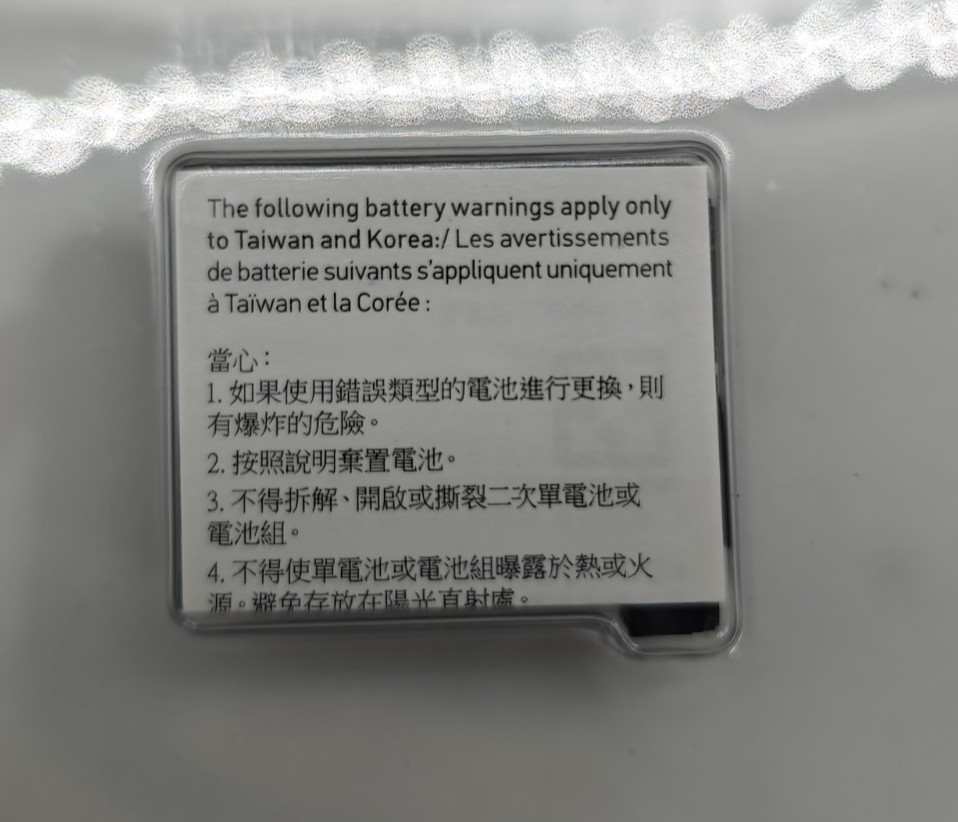 The following battery warnings apply only
to Taiwan and Korea:/ Les avertissements
de batterie suivants s'appliquent uniquement
à Taïwan et la Corée :
當心：
1. 如果使用錯誤類型的電池進行更換，則
有爆炸的危險。
2. 按照說明棄置電池。
3. 不得拆解、開啟或撕裂二次單電池或
電池組。
4. 不得使單電池或電池組曝露於熱或火
源。避免存放在陽光直射處。